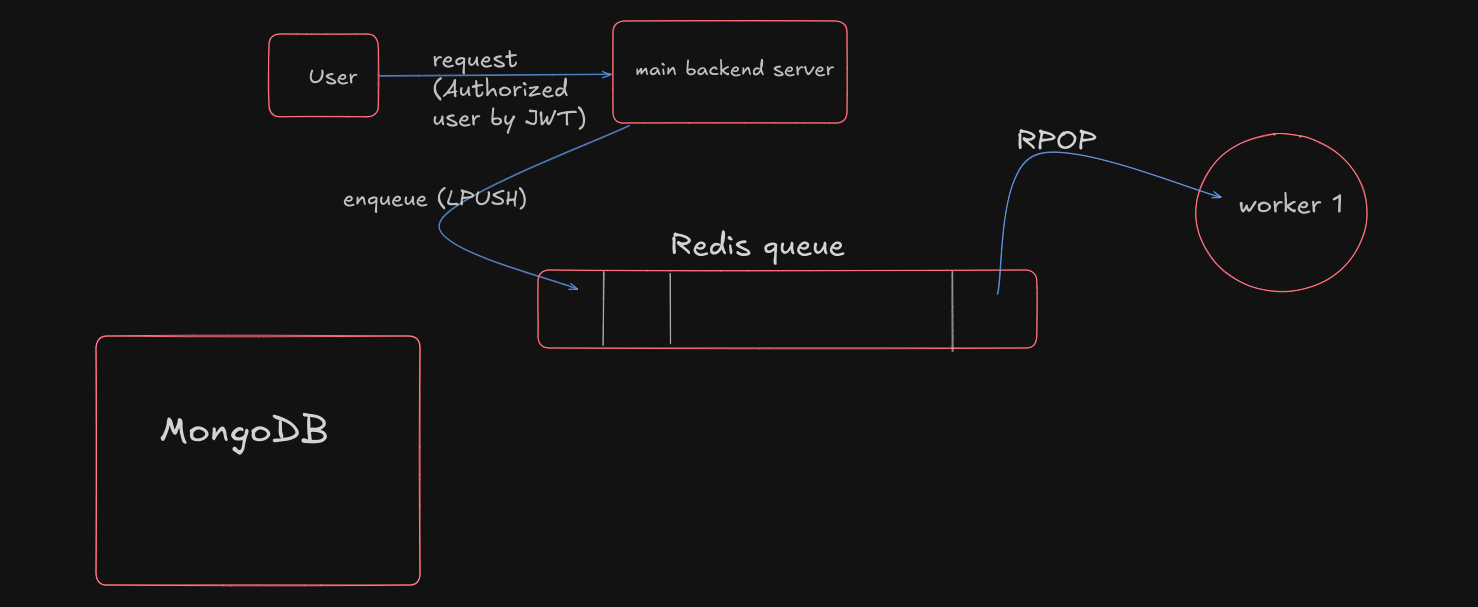 User
request
(Authorized
user by JWT)
main backend server
enqueue (LPUSH)
RPOP
worker 1
Redis queue
MongoDB